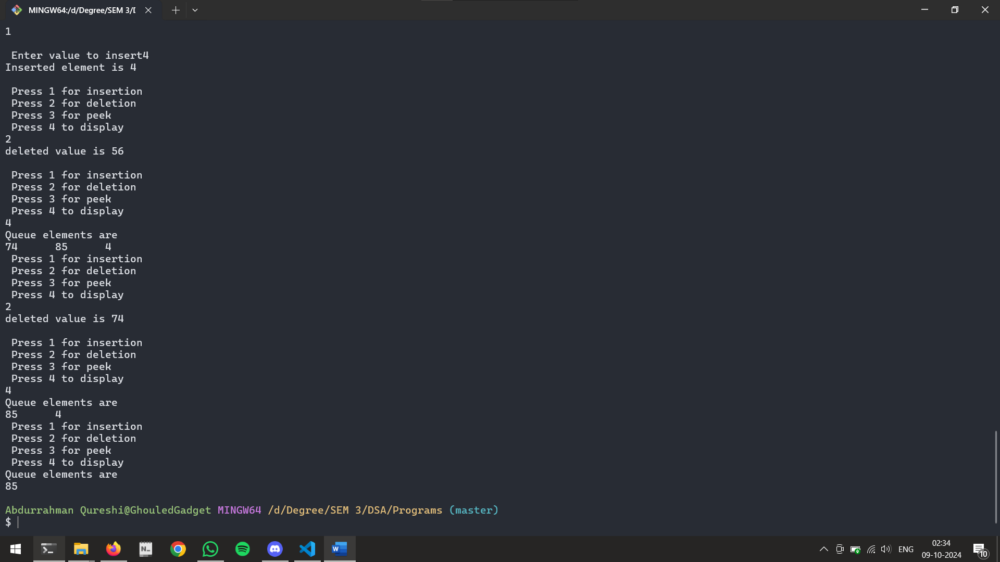 MINGW64:/d/Degree/SEM 3/D
1
Enter value to insert4
Inserted element is 4
Press 1 for insertion
Press 2 for deletion
Press 3 for peek
Press 4 to display
2
deleted value is 56
Press 1 for insertion
Press 2 for deletion
Press 3 for peek
Press 4 to display
4
Queue elements are
74 85 4
Press 1 for insertion
Press 2 for deletion
Press 3 for peek
Press 4 to display
2
deleted value is 74
Press 1 for insertion
Press 2 for deletion
Press 3 for peek
Press 4 to display
4
Queue elements are
85 4
Press 1 for insertion
Press 2 for deletion
Press 3 for peek
Press 4 to display
Queue elements are
85
Abdurrahman Qureshi@GhouledGadget MINGW64 /d/Degree/SEM 3/DSA/Programs (master)
$
N_
W
ENG
02:34
09-10-2024
10